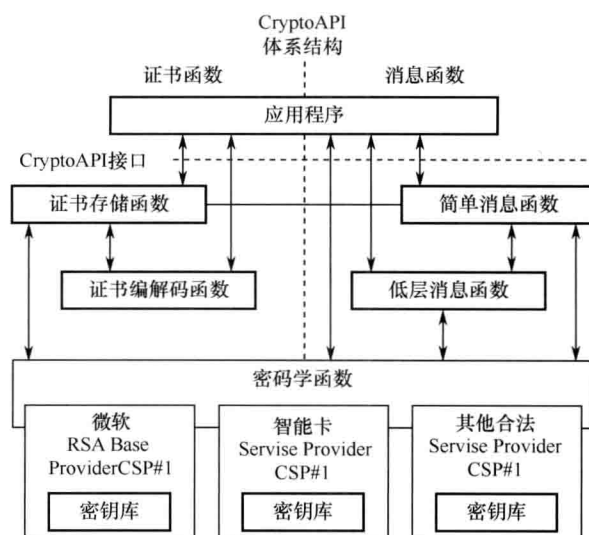 CryptoAPI
体系结构
证书函数
消息函数
应用程序
CryptoAPI接口
证书存储函数
简单消息函数
证书编解码函数
低层消息函数
密码学函数
微软
RSA Base
ProviderCSP#1
密钥库
智能卡
Servise Provider
CSP#1
密钥库
其他合法
Servise Provider
CSP#1
密钥库